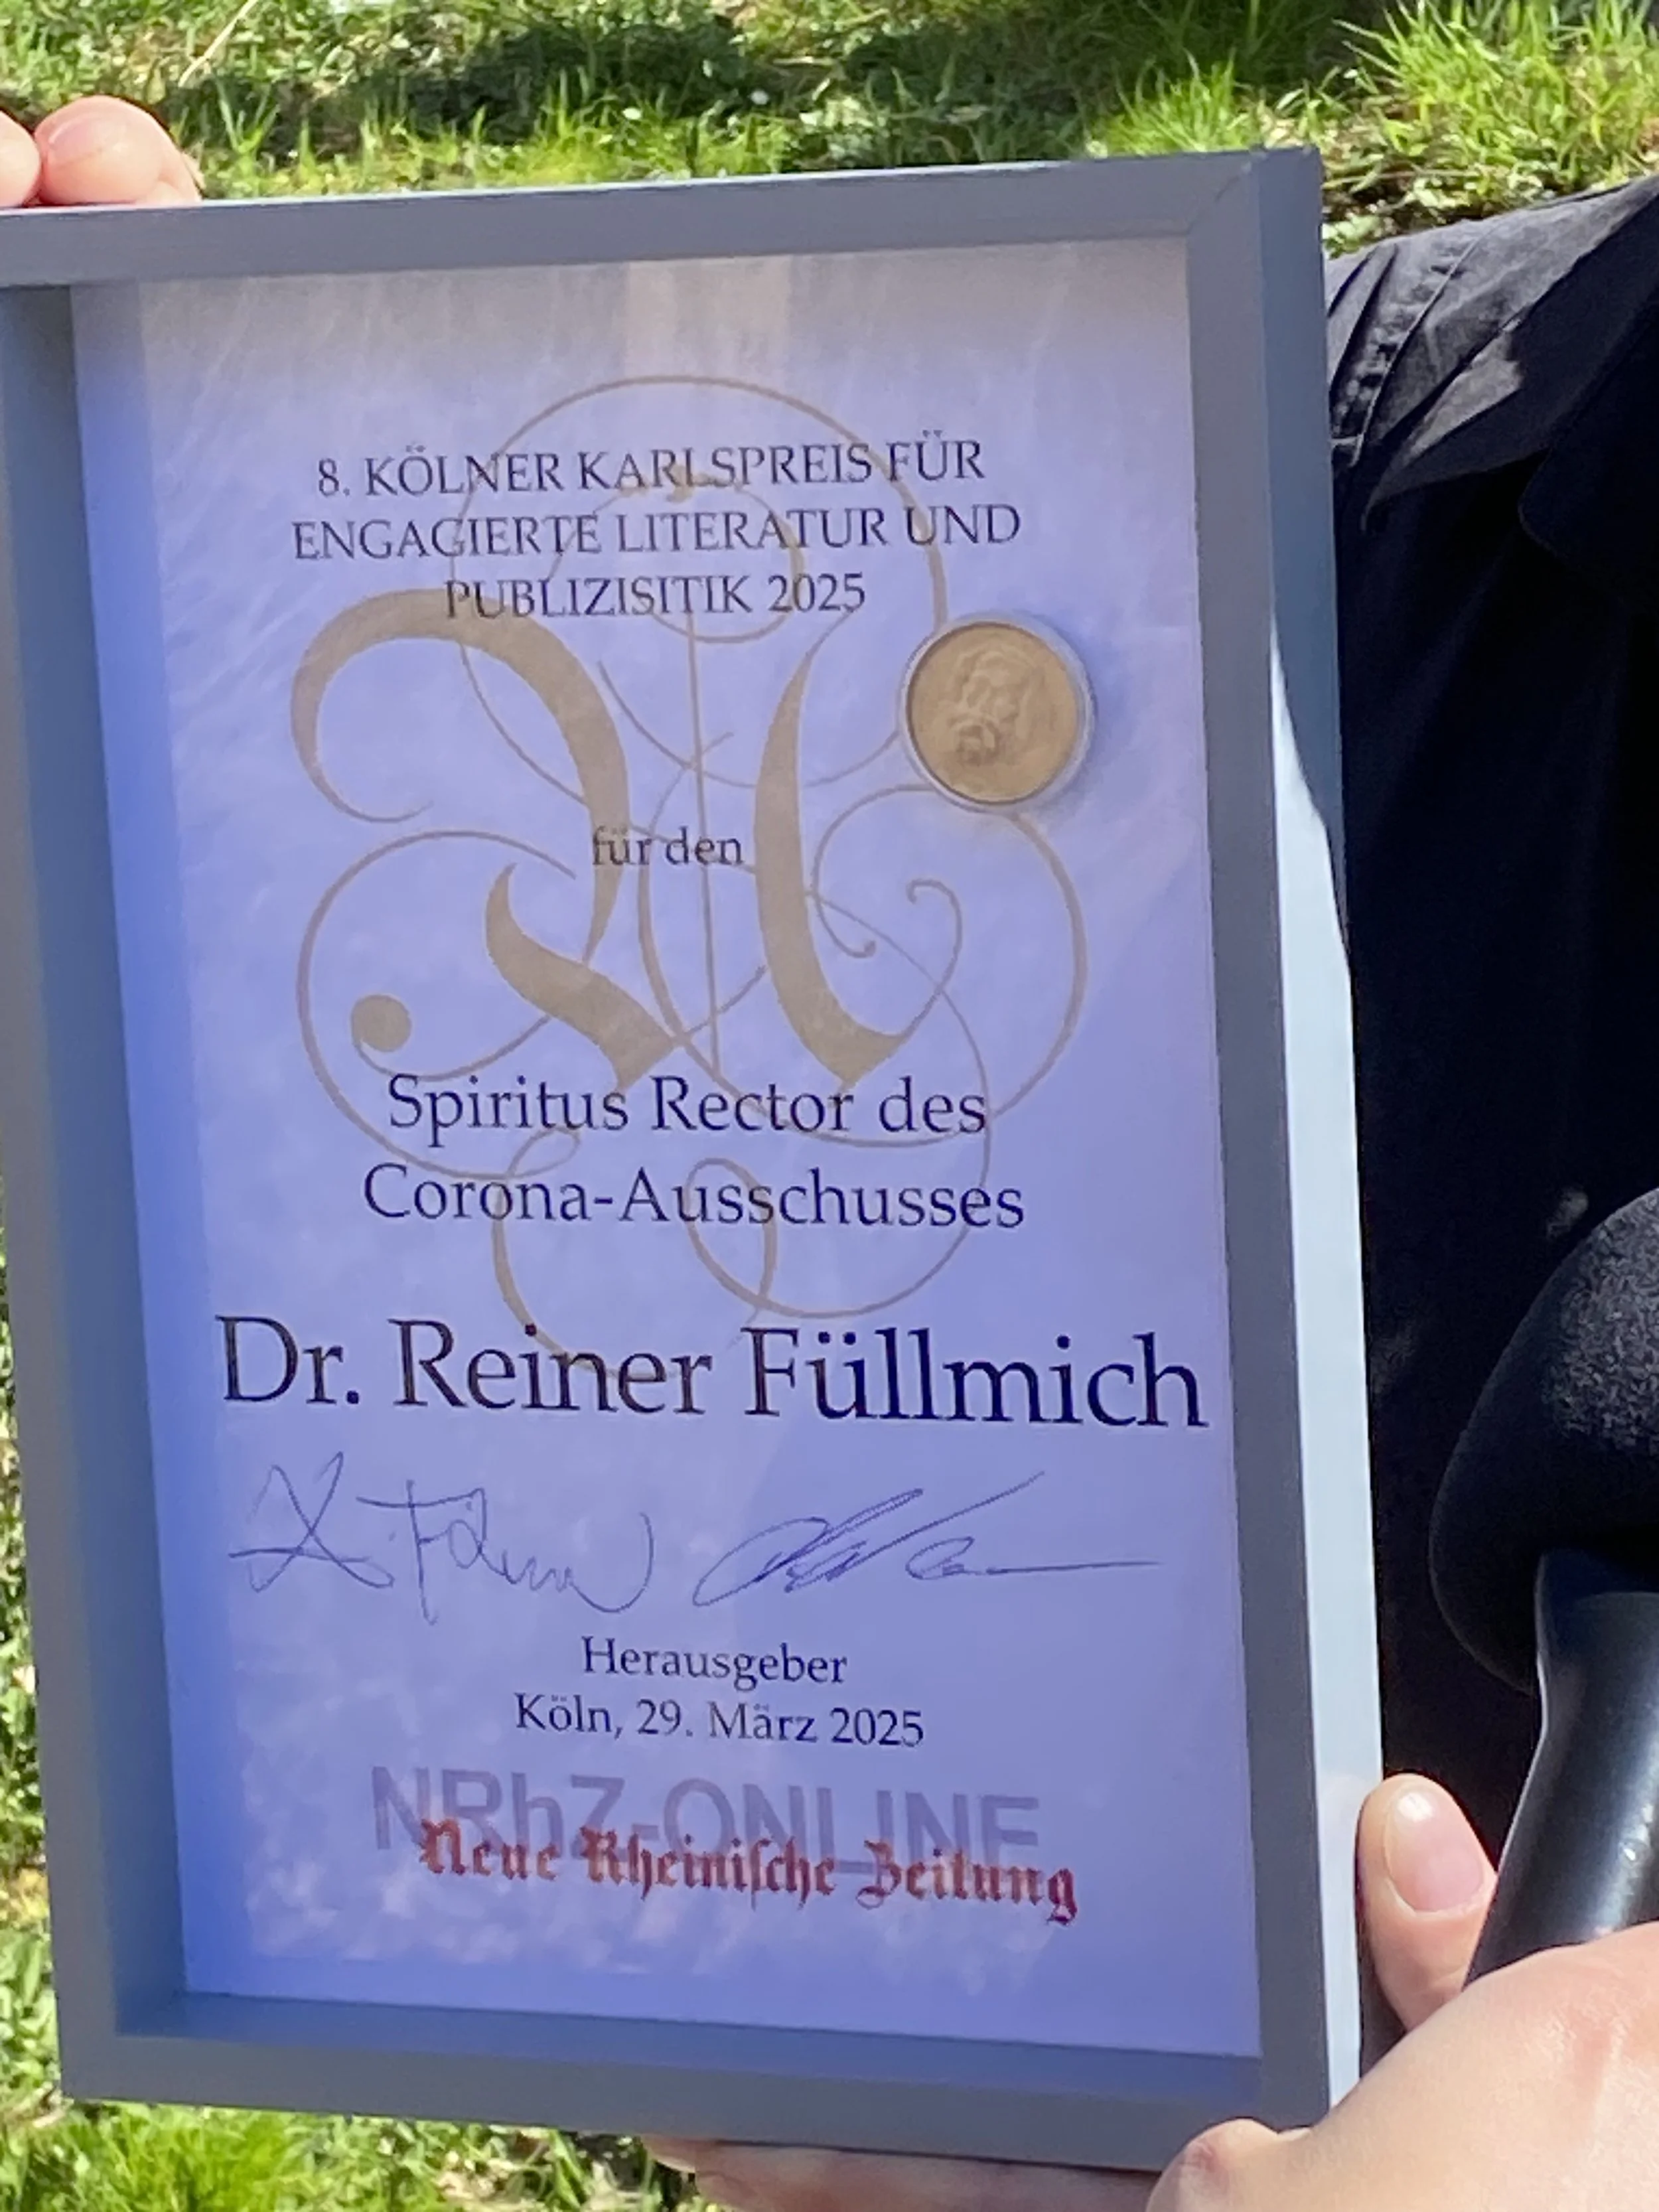 8. KÖLNER KARLSPREIS FÜR
ENGAGIERTE LITERATUR UND
PUBLIZISITIK 2025
für den
Spiritus Rector des
Corona-Ausschusses
Dr. Reiner Füllmich
Herausgeber
Köln, 29. März 2025
NRhZ-ONLINE
Neue Rheiniſche Zeitung